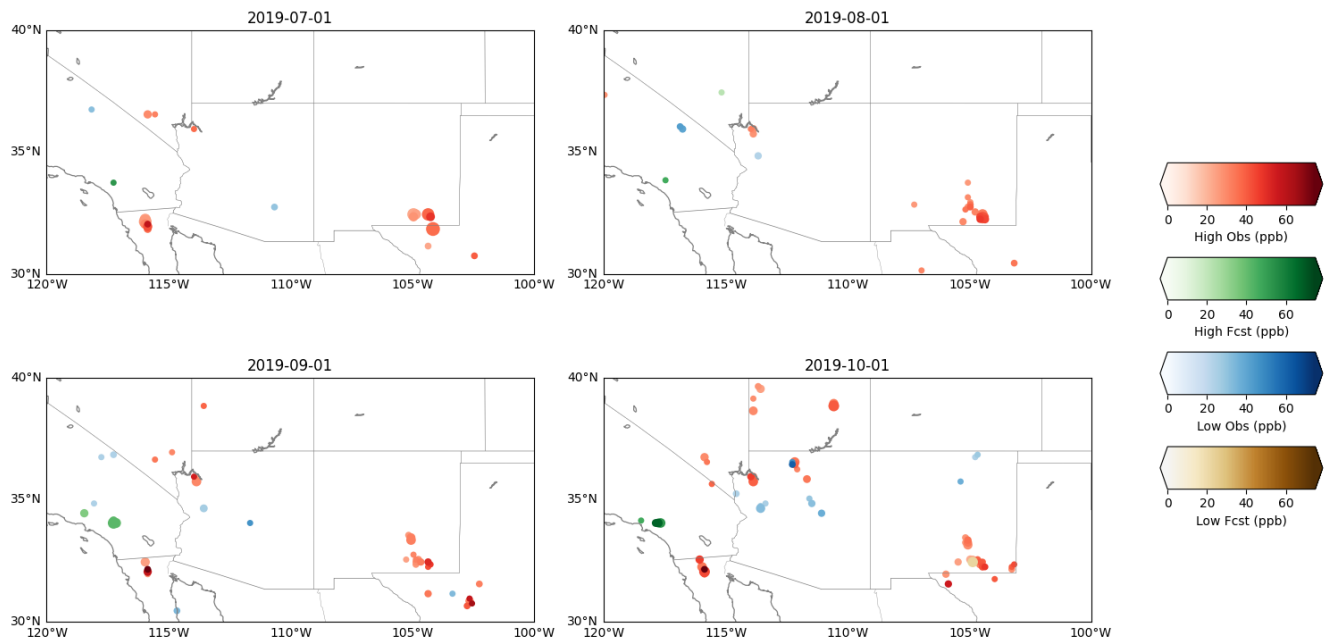 2019-07-01
2019-08-01
40°N
35°N
30°N
120°W 115°W 110°W 105°W 100°W
40°N
35°N
30°N
120°W 115°W 110°W 105°W 100°W
2019-09-01
2019-10-01
40°N
35°N
30°N
120°W 115°W 110°W 105°W 100°W
40°N
35°N
30°N
120°W 115°W 110°W 105°W 100°W
0 20 40 60
High Obs (ppb)
0 20 40 60
High Fcst (ppb)
0 20 40 60
Low Obs (ppb)
0 20 40 60
Low Fcst (ppb)